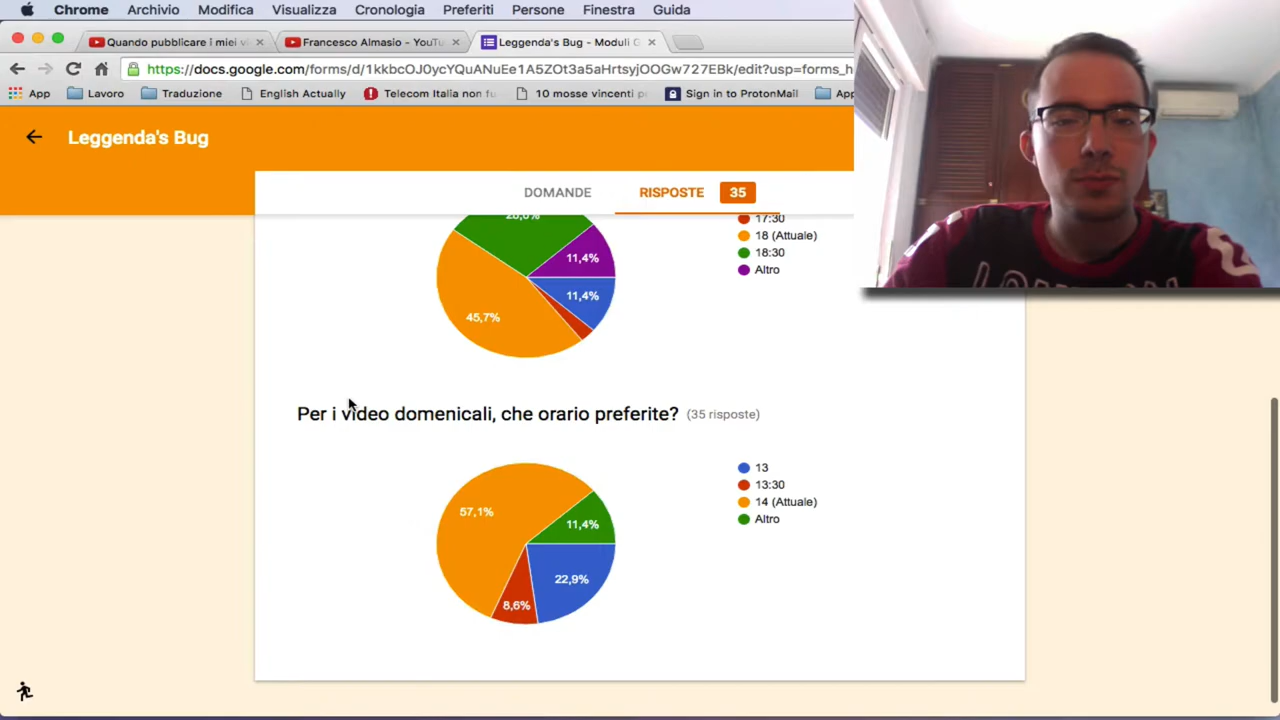 Chrome Archivio Modifica Visualizza Cronologia Preferiti Persone Finestra Guida
Quando pubblicare i miei vi × Francesco Almasio - YouTu × Leggenda's Bug - Moduli G ×
https://docs.google.com/forms/d/1kkbcOJ0ycYQuANuEe1A5ZOt3a5aHrtsyjOOGw727EBk/edit?usp=forms_h
App Lavoro Traduzione English Actually Telecom Italia non fu 10 mosse vincenti p Sign in to ProtonMail App
Leggenda's Bug
DOMANDE RISPOSTE 35
17:30
18 (Attuale)
18:30
Altro
11,4%
11,4%
45,7%
Per i video domenicali, che orario preferite? (35 risposte)
13
13:30
14 (Attuale)
Altro
57,1%
11,4%
22,9%
8,6%